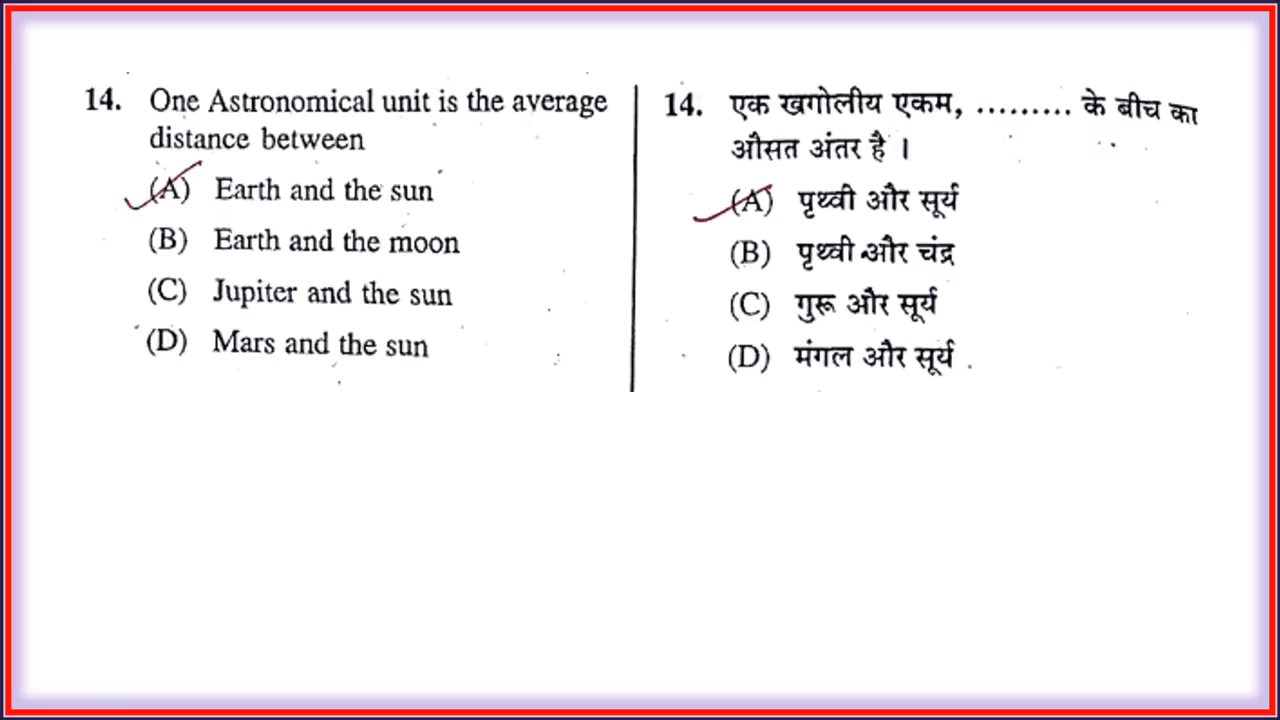 14. One Astronomical unit is the average
distance between
(A) Earth and the sun
(B) Earth and the moon
(C) Jupiter and the sun
(D) Mars and the sun
14. एक खगोलीय एकम, ......... के बीच का
औसत अंतर है ।
(A) पृथ्वी और सूर्य
(B) पृथ्वी और चंद्र
(C) गुरू और सूर्य
(D) मंगल और सूर्य